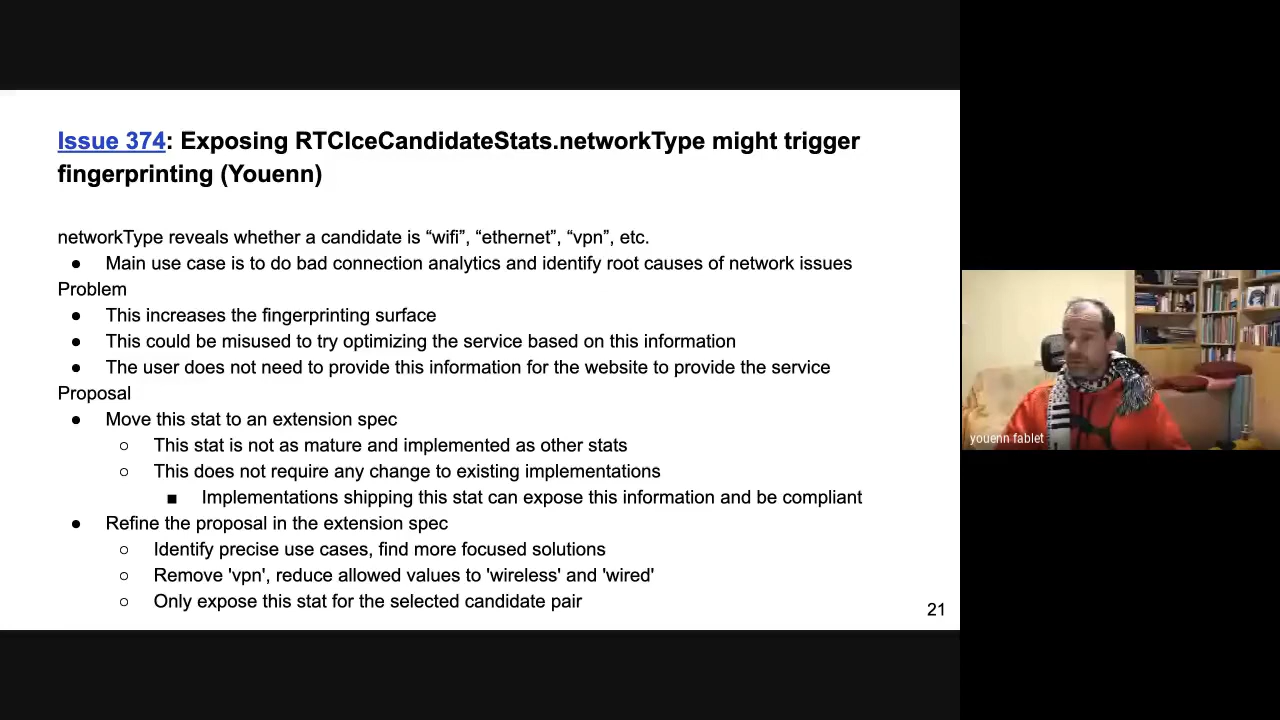 Issue 374: Exposing RTCIceCandidateStats.networkType might trigger
fingerprinting (Youenn)
networkType reveals whether a candidate is “wifi”, “ethernet”, “vpn”, etc.
● Main use case is to do bad connection analytics and identify root causes of network issues
Problem
● This increases the fingerprinting surface
● This could be misused to try optimizing the service based on this information
● The user does not need to provide this information for the website to provide the service
Proposal
● Move this stat to an extension spec
○ This stat is not as mature and implemented as other stats
○ This does not require any change to existing implementations
■ Implementations shipping this stat can expose this information and be compliant
● Refine the proposal in the extension spec
○ Identify precise use cases, find more focused solutions
○ Remove 'vpn', reduce allowed values to 'wireless' and 'wired'
○ Only expose this stat for the selected candidate pair
21
youenn fablet